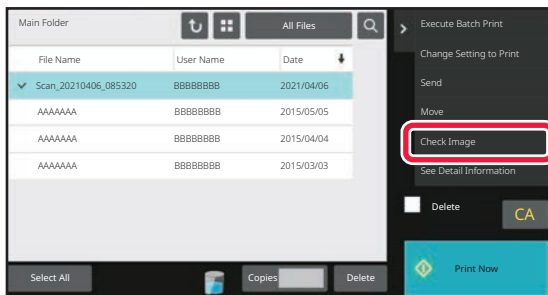 Main Folder
All Files
File Name User Name Date
Scan_20210406_085320 BBBBBBBB 2021/04/06
AAAAAAA BBBBBBBB 2015/05/05
AAAAAAA BBBBBBBB 2015/04/04
AAAAAAA BBBBBBBB 2015/03/03
Select All
Copies
Delete
Execute Batch Print
Change Setting to Print
Send
Move
Check Image
See Detail Information
Delete
CA
Print Now